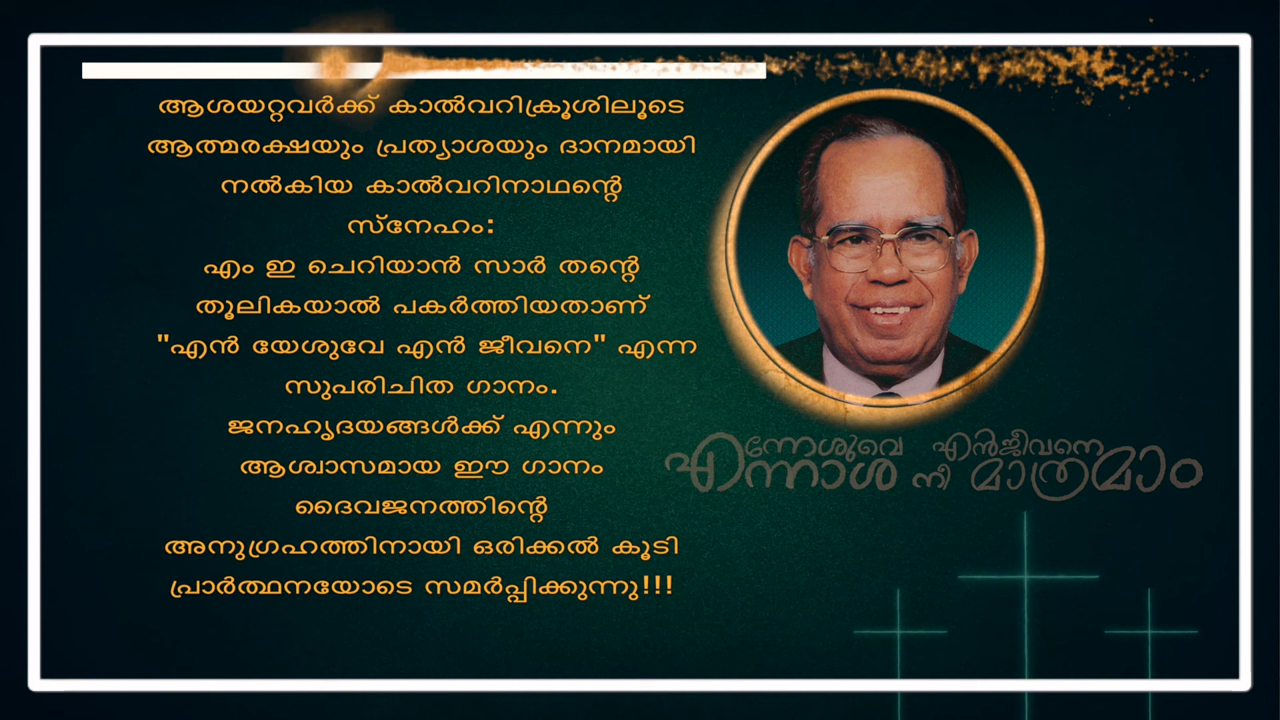 ആശയറ്റവർക്ക് കാൽവറിക്രൂശിലൂടെ
ആത്മരക്ഷയും പ്രത്യാശയും ദാനമായി
നൽകിയ കാൽവറിനാഥന്റെ
സ്നേഹം:
എം ഇ ചെറിയാൻ സാർ തന്റെ
തൂലികയാൽ പകർത്തിയതാണ്
"എൻ യേശുവേ എൻ ജീവനെ" എന്ന
സുപരിചിത ഗാനം.
ജനഹൃദയങ്ങൾക്ക് എന്നും
ആശ്വാസമായ ഈ ഗാനം
ദൈവജനത്തിന്റെ
അനുഗ്രഹത്തിനായി ഒരിക്കൽ കൂടി
പ്രാർത്ഥനയോടെ സമർപ്പിക്കുന്നു!!!
എന്നേശുവെ എൻജീവനെ
എന്നാശ നീ മാത്രമാം